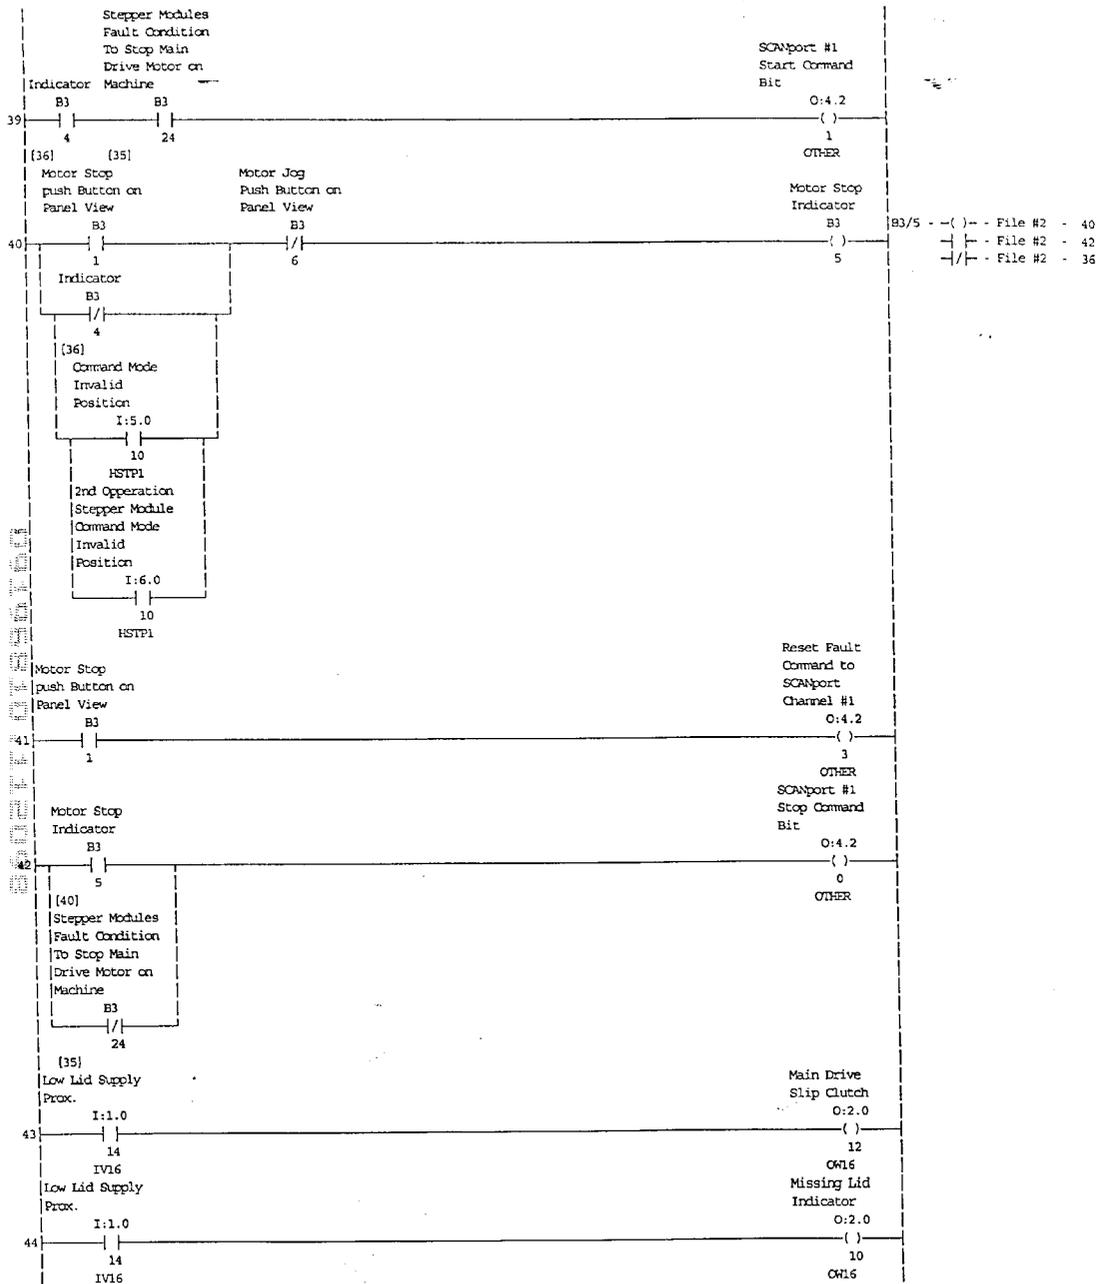 Stepper Modules
Fault Condition
To Stop Main
Drive Motor on
Indicator Machine
B3 B3
39
4 24
SCANport #1
Start Command
Bit
O:4.2
1
OTHER
[36] [35]
Motor Stop
push Button on
Panel View
B3
1
Motor Jog
Push Button on
Panel View
B3
6
Motor Stop
Indicator
B3
5
B3/5 - -( )- - File #2 - 40
-| |- - File #2 - 42
-|/|- - File #2 - 36
40
Indicator
B3
4
[36]
Command Mode
Invalid
Position
I:5.0
10
HSTP1
2nd Opperation
Stepper Module
Command Mode
Invalid
Position
I:6.0
10
HSTP1
Motor Stop
push Button on
Panel View
B3
41
1
Reset Fault
Command to
SCANport
Channel #1
O:4.2
3
OTHER
Motor Stop
Indicator
B3
42
5
SCANport #1
Stop Command
Bit
O:4.2
0
OTHER
[40]
Stepper Modules
Fault Condition
To Stop Main
Drive Motor on
Machine
B3
24
[35]
Low Lid Supply
Prox.
I:1.0
43
14
IV16
Main Drive
Slip Clutch
O:2.0
12
OW16
Low Lid Supply
Prox.
I:1.0
44
14
IV16
Missing Lid
Indicator
O:2.0
10
OW16